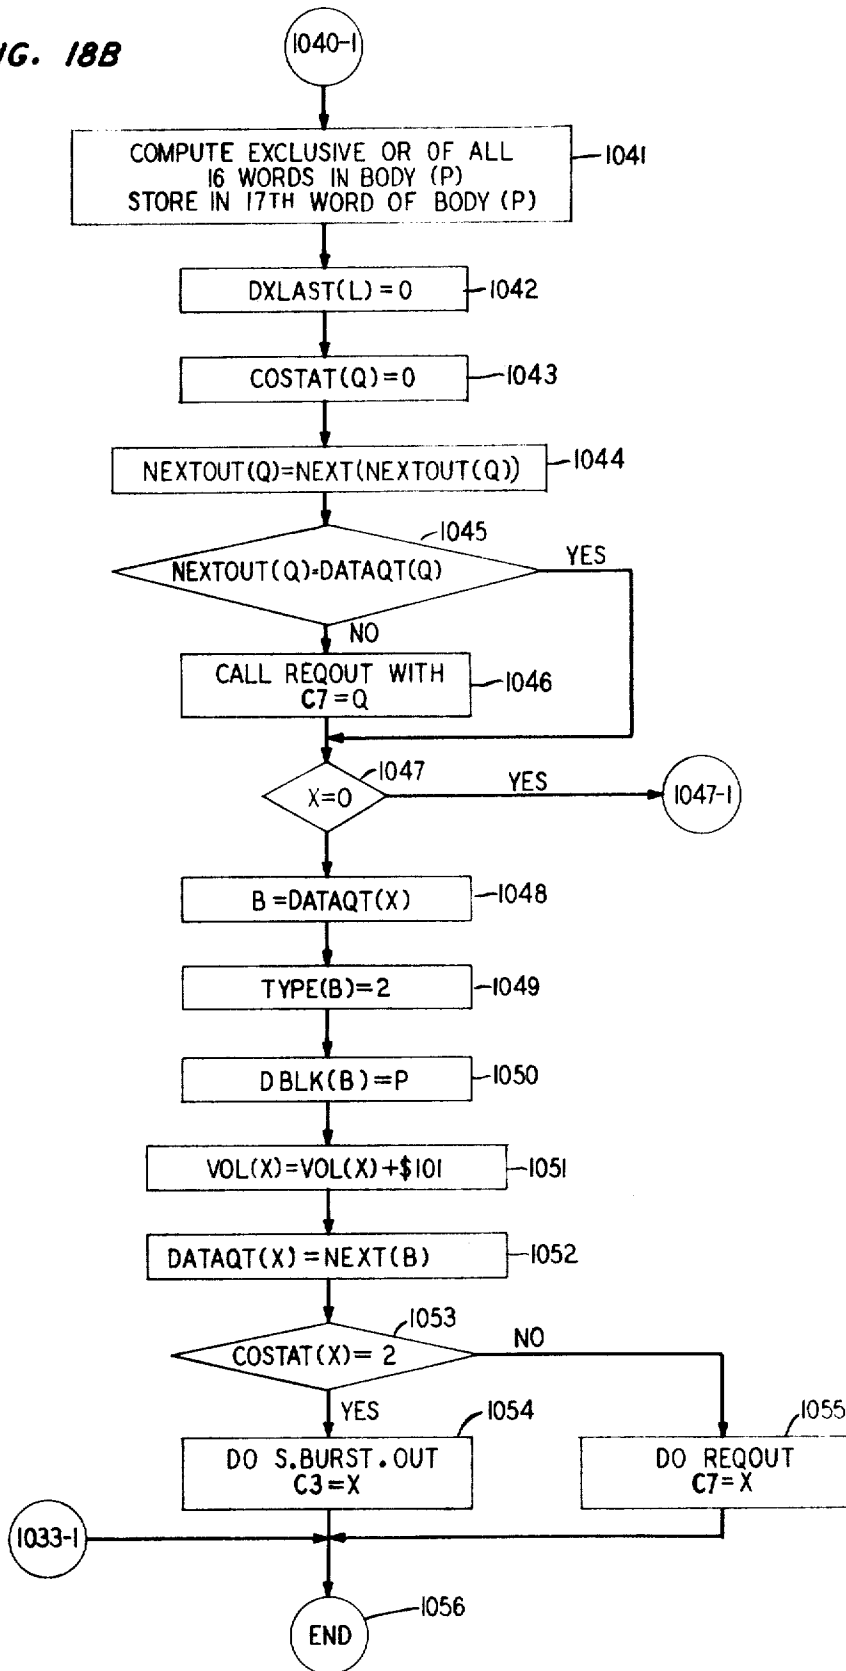 IG. 18B
1040-1
COMPUTE EXCLUSIVE OR OF ALL
16 WORDS IN BODY (P)
STORE IN 17TH WORD OF BODY (P)
1041
DXLAST(L)=0
1042
COSTAT(Q)=0
1043
NEXTOUT(Q)=NEXT(NEXTOUT(Q))
1044
1045
NEXTOUT(Q)=DATAQT(Q)
YES
NO
CALL REQOUT WITH
C7=Q
1046
1047
X=0
YES
1047-1
B=DATAQT(X)
1048
TYPE(B)=2
1049
DBLK(B)=P
1050
VOL(X)=VOL(X)+$101
1051
DATAQT(X)=NEXT(B)
1052
1053
COSTAT(X)= 2
NO
YES
1054
DO S.BURST.OUT
C3=X
1055
DO REQOUT
C7=X
1033-1
1056
END